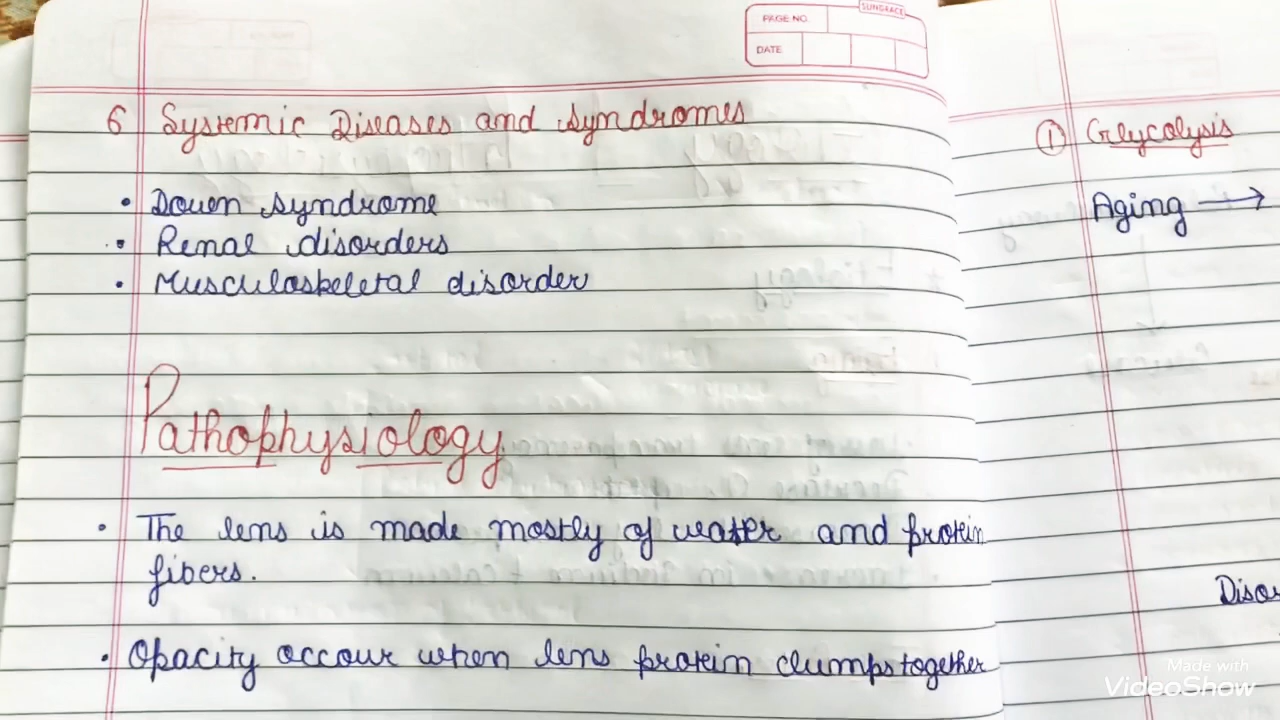 SUNGRACE
PAGE NO.
DATE
6 Systemic Diseases and Syndromes
• Down Syndrome
• Renal disorders
• Musculoskeletal disorder
Pathophysiology
• The lens is made mostly of water and protein
fibers.
• Opacity occour when lens protein clumps together
① Glycolysis
Aging →
Made with
VideoShow